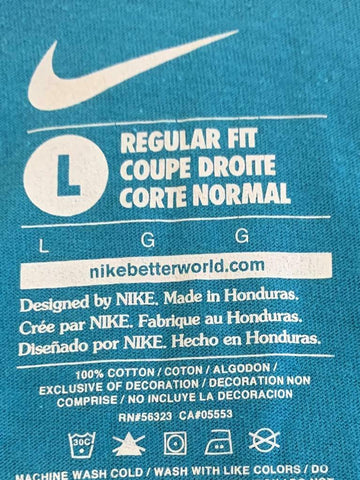 L
REGULAR FIT
COUPE DROITE
CORTE NORMAL
L G G
nikebetterworld.com
Designed by NIKE. Made in Honduras.
Crée par NIKE. Fabrique au Honduras.
Diseñado por NIKE. Hecho en Honduras.
100% COTTON / COTON / ALGODON /
EXCLUSIVE OF DECORATION / DECORATION NON
COMPRISE / NO INCLUYE LA DECORACION
RN#56323 CA#05553
30C
MACHINE WASH COLD / WASH WITH LIKE COLORS / DO